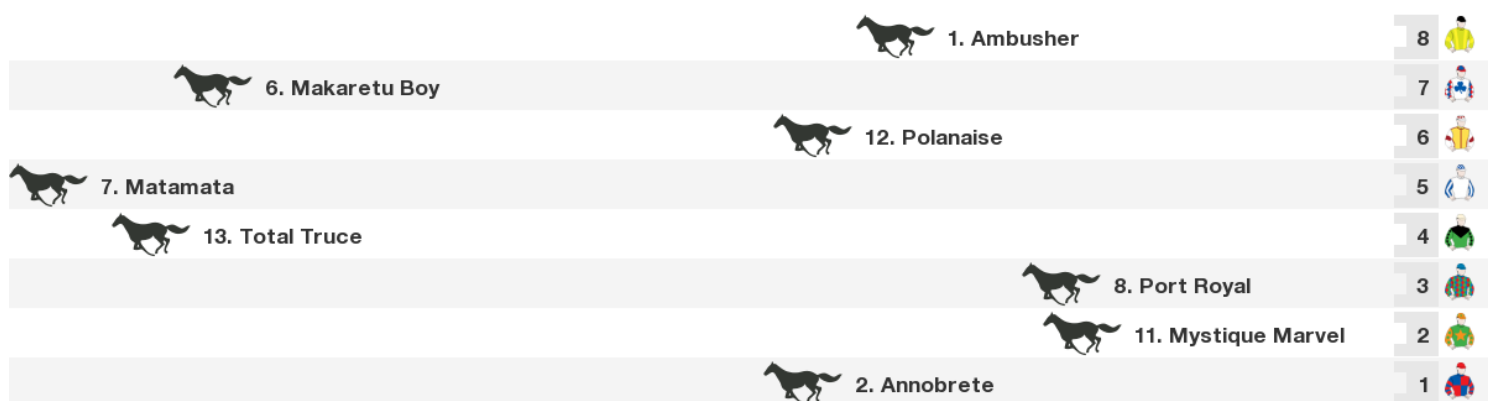 1. Ambusher 8
6. Makaretu Boy 7
12. Polanaise 6
7. Matamata 5
13. Total Truce 4
8. Port Royal 3
11. Mystique Marvel 2
2. Annobrete 1